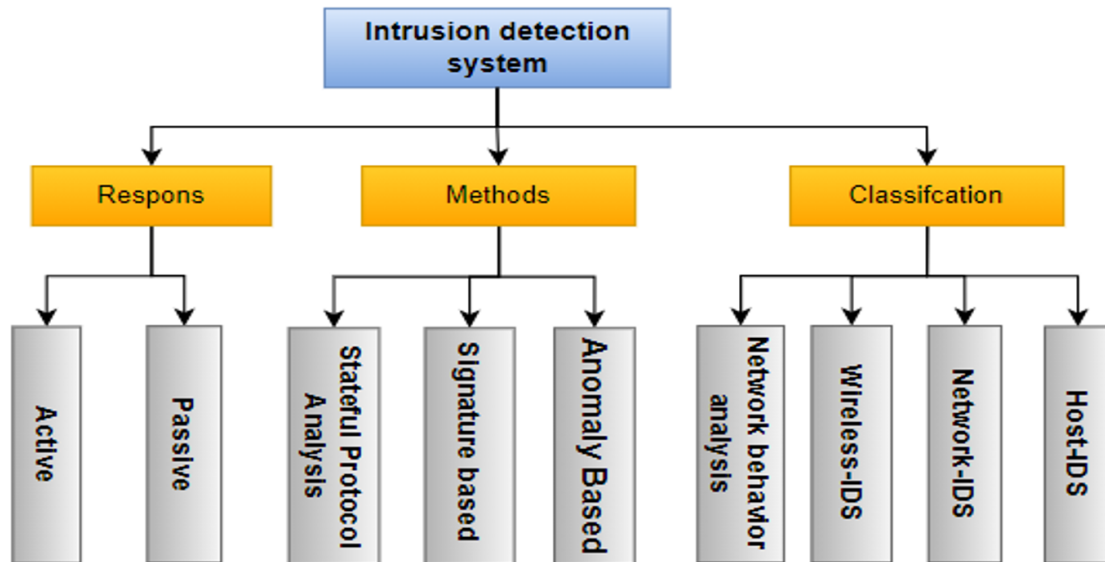 Intrusion detection
system
Respons
Methods
Classifcation
Active
Passive
Stateful Protocol
Analysis
Signature based
Anomaly Based
Network behavior
analysis
Wireless-IDS
Network-IDS
Host-IDS